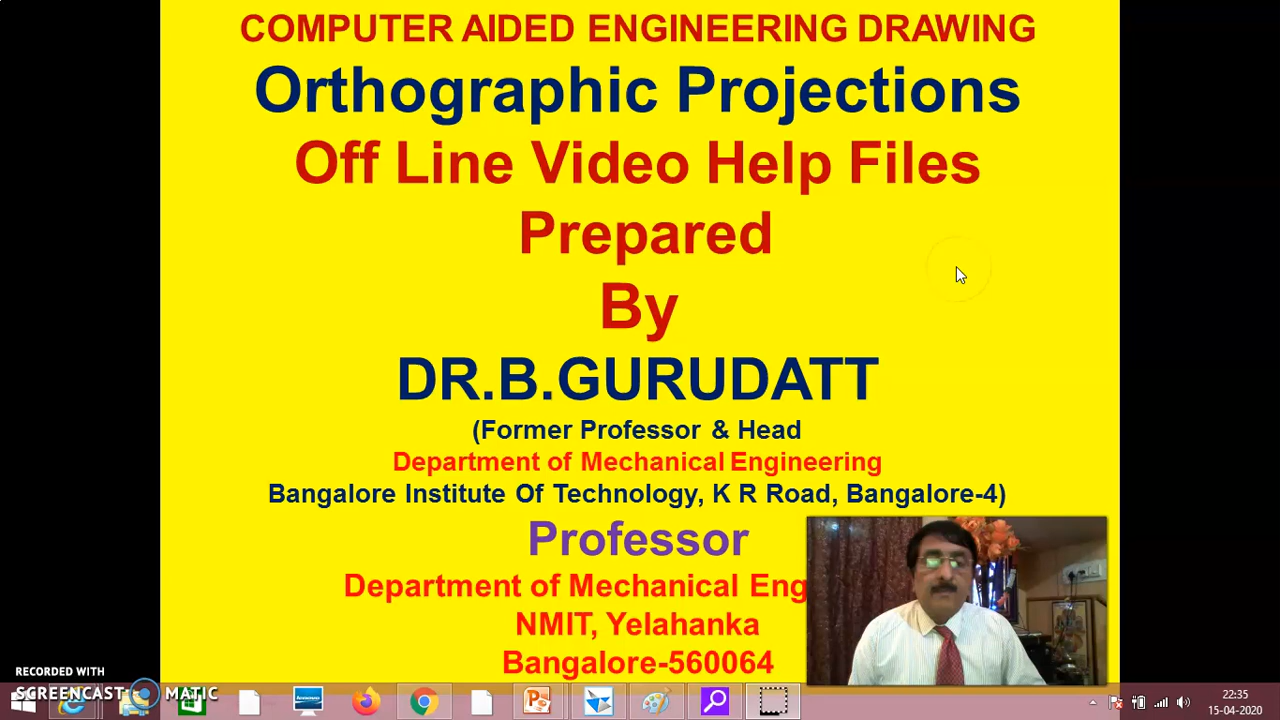 COMPUTER AIDED ENGINEERING DRAWING
Orthographic Projections
Off Line Video Help Files
Prepared
By
DR.B.GURUDATT
(Former Professor & Head
Department of Mechanical Engineering
Bangalore Institute Of Technology, K R Road, Bangalore-4)
Professor
Department of Mechanical Eng
NMIT, Yelahanka
Bangalore-560064
RECORDED WITH
SCREENCAST MATIC
22:35
15-04-2020